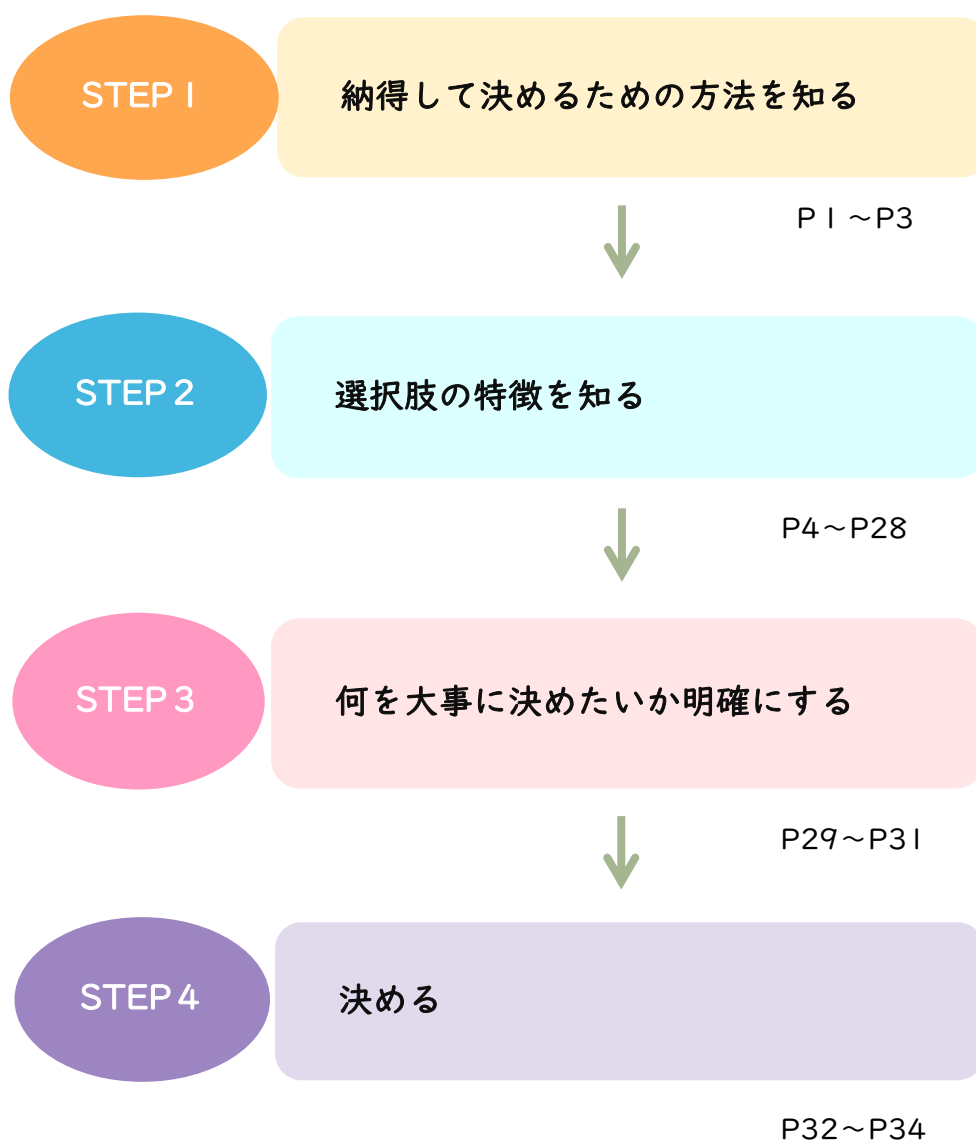 STEP 1
納得して決めるための方法を知る
P1～P3
STEP 2
選択肢の特徴を知る
P4～P28
STEP 3
何を大事に決めたいか明確にする
P29～P31
STEP 4
決める
P32～P34